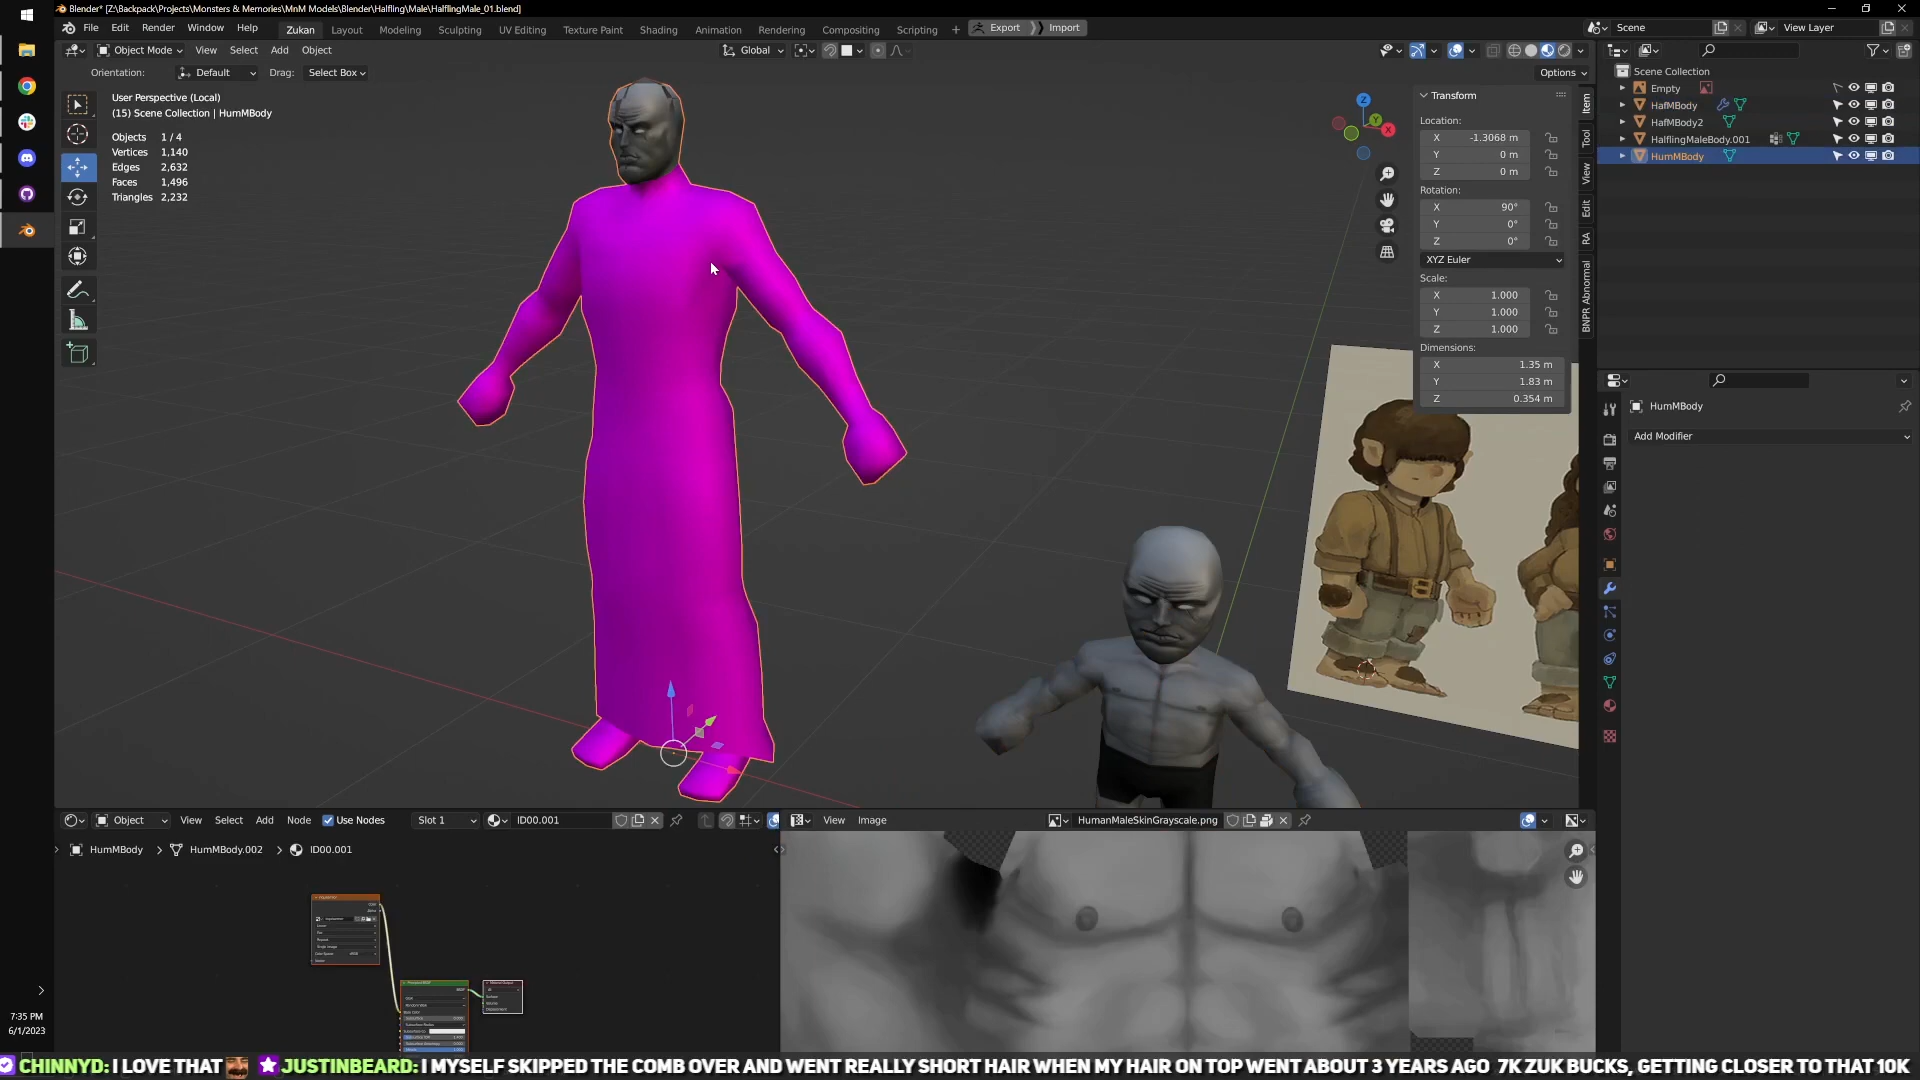 Blender* [Z:\Backpack\Projects\Monsters & Memories\MnM Models\Blender\Halfling\Male\HalflingMale_01.blend]
File Edit Render Window Help Zukan Layout Modeling Sculpting UV Editing Texture Paint Shading Animation Rendering Compositing Scripting + Export Import Scene View Layer
Object Mode View Select Add Object Global
Orientation: Default Drag: Select Box Options
User Perspective (Local)
(15) Scene Collection | HumMBody
Objects 1 / 4
Vertices 1,140
Edges 2,632
Faces 1,496
Triangles 2,232
Z
Y
X
Transform
Location:
X -1.3068 m
Y 0 m
Z 0 m
Rotation:
X 90°
Y 0°
Z 0°
XYZ Euler
Scale:
X 1.000
Y 1.000
Z 1.000
Dimensions:
X 1.35 m
Y 1.83 m
Z 0.354 m
Item
Tool
View
Edit
RA
BNPR Abnormal
Scene Collection
Empty
HafMBody
HafMBody2
HalflingMaleBody.001
HumMBody
HumMBody
Add Modifier
Object View Select Add Node Use Nodes Slot 1 ID00.001
HumMBody > HumMBody.002 > ID00.001
View Image HumanMaleSkinGrayscale.png
7:35 PM
6/1/2023
CHINNYD: I LOVE THAT JUSTINBEARD: I MYSELF SKIPPED THE COMB OVER AND WENT REALLY SHORT HAIR WHEN MY HAIR ON TOP WENT ABOUT 3 YEARS AGO 7K ZUK BUCKS, GETTING CLOSER TO THAT 10K